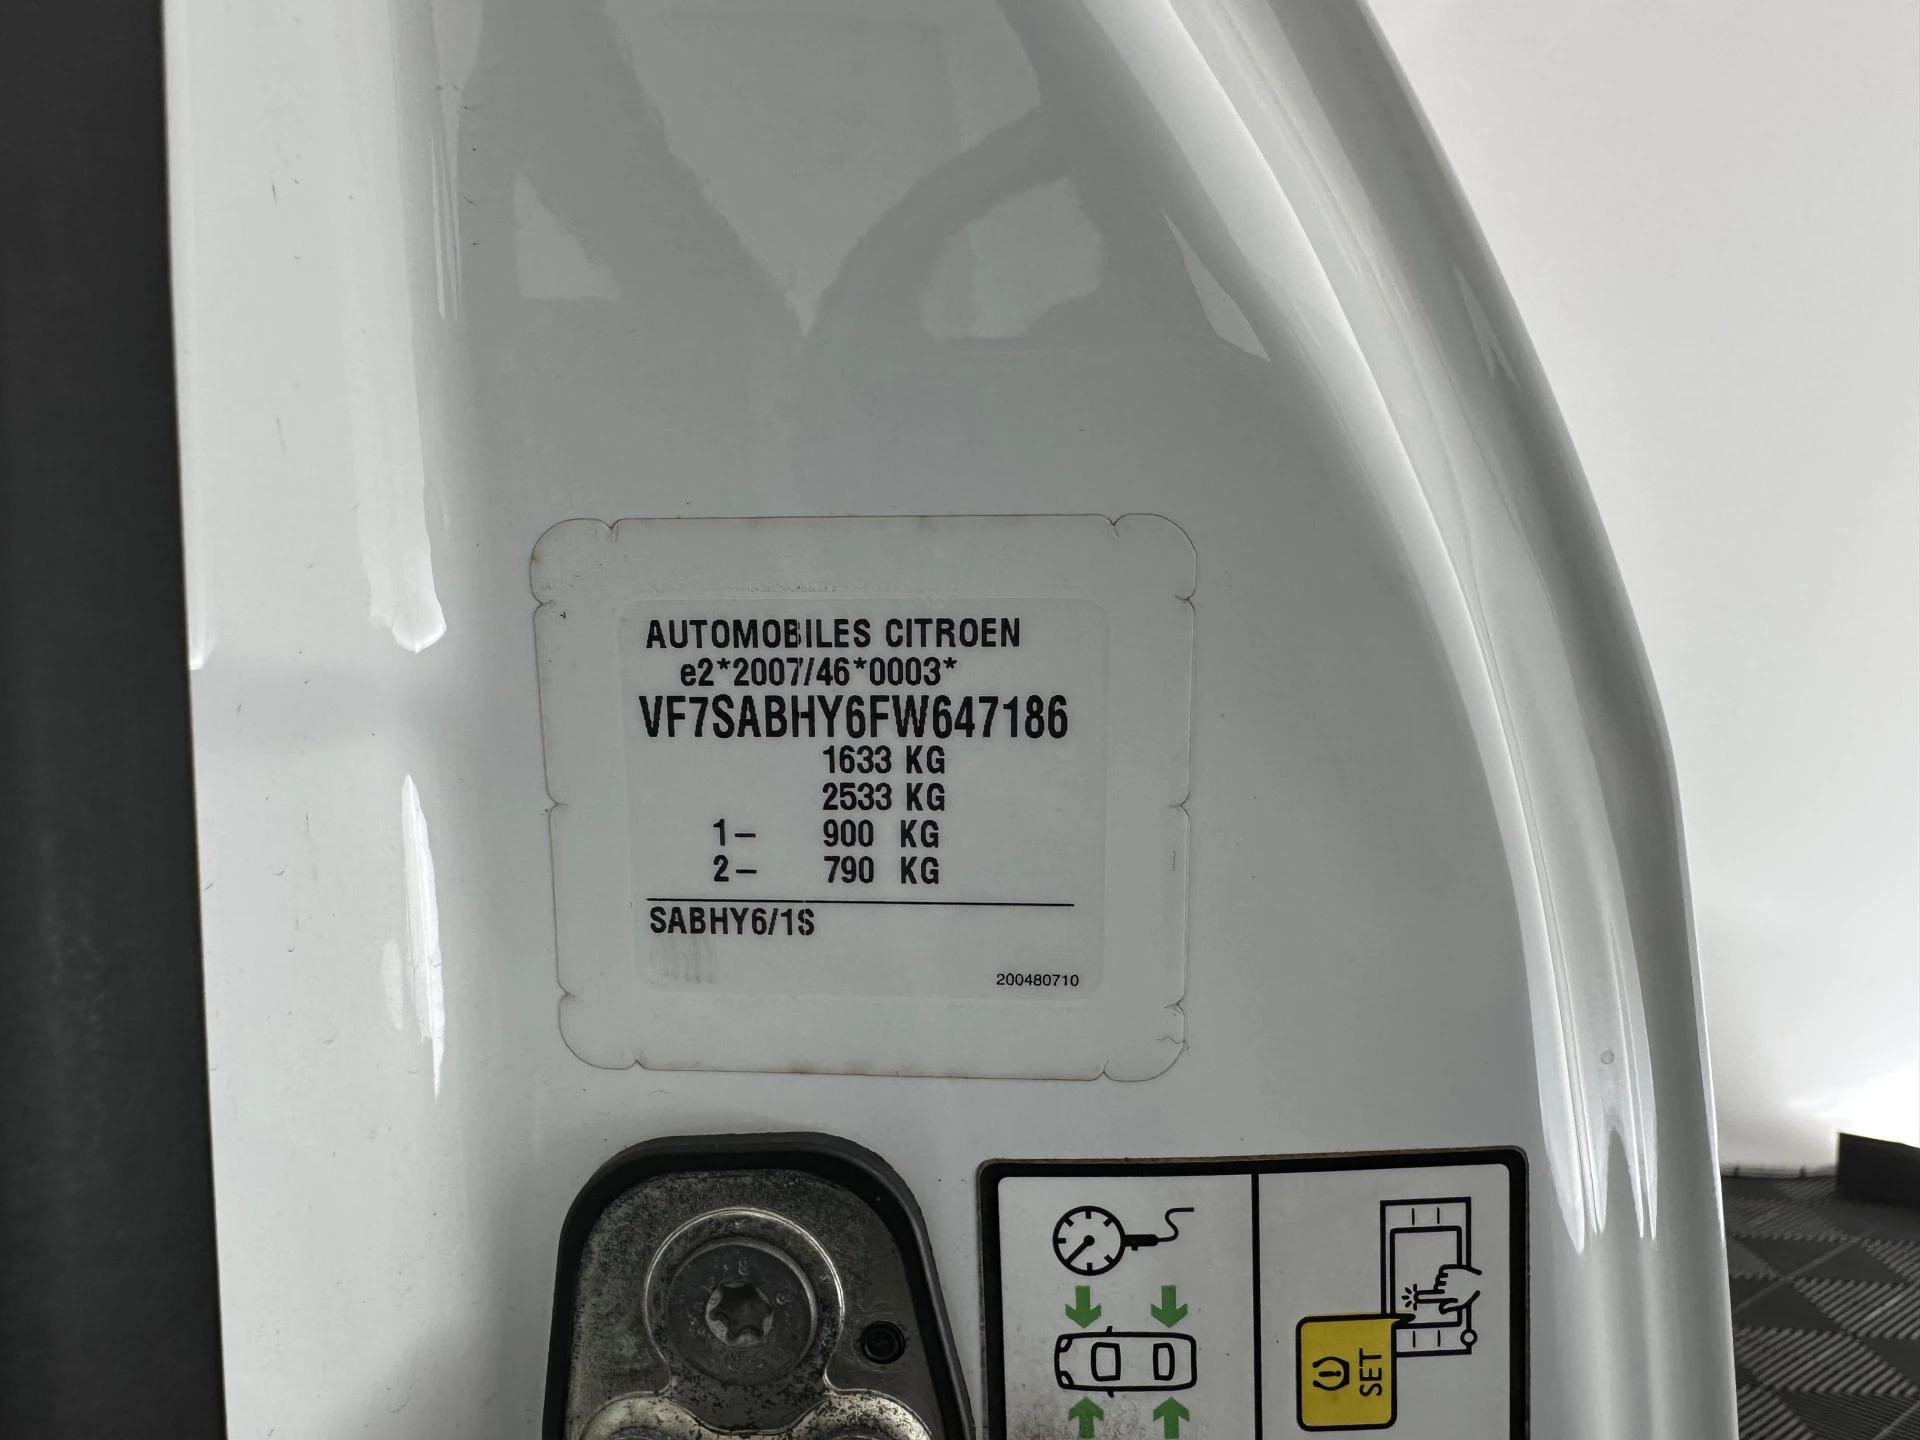 AUTOMOBILES CITROEN
e2*2007/46*0003*
VF7SABHY6FW647186
1633 KG
2533 KG
1- 900 KG
2- 790 KG
SABHY6/1S
200480710
SET